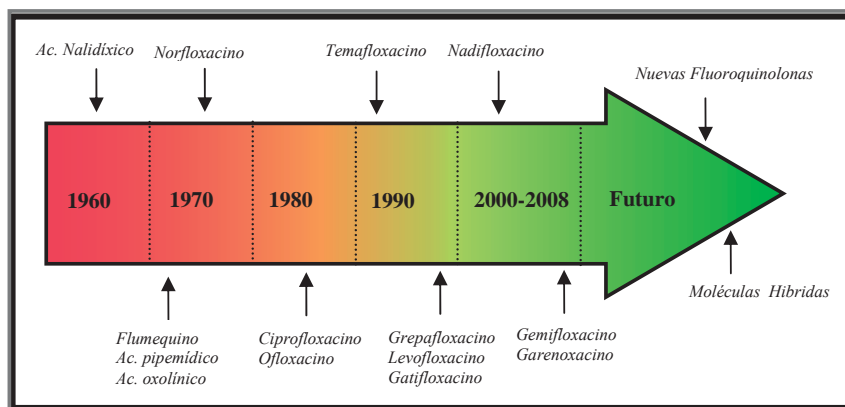 Ac. Nalidíxico
Norfloxacino
Temafloxacino
Nadifloxacino
Nuevas Fluoroquinolonas
1960
1970
1980
1990
2000-2008
Futuro
Moléculas Hibridas
Flumequino
Ac. pipemídico
Ac. oxolínico
Ciprofloxacino
Ofloxacino
Grepafloxacino
Levofloxacino
Gatifloxacino
Gemifloxacino
Garenoxacino